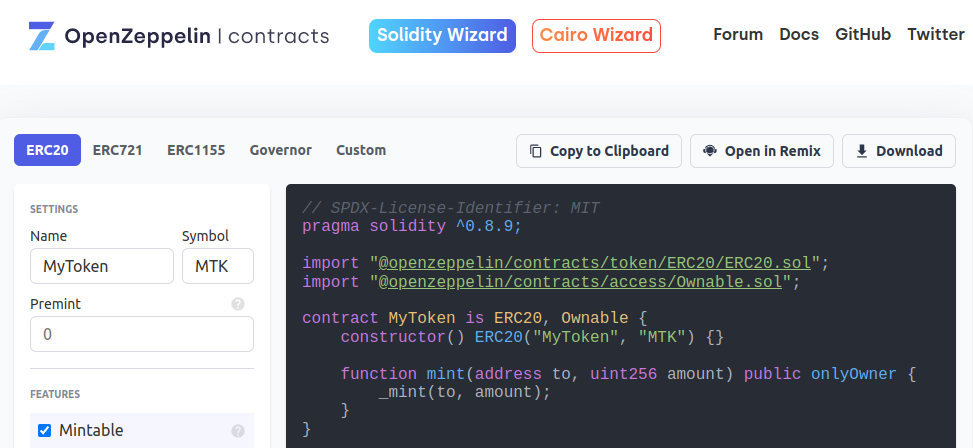 OpenZeppelin | contracts
Solidity Wizard
Cairo Wizard
Forum Docs GitHub Twitter
ERC20 ERC721 ERC1155 Governor Custom
Copy to Clipboard
Open in Remix
Download
SETTINGS
Name Symbol
MyToken MTK
Premint ?
0
FEATURES
Mintable ?
// SPDX-License-Identifier: MIT
pragma solidity ^0.8.9;
import "@openzeppelin/contracts/token/ERC20/ERC20.sol";
import "@openzeppelin/contracts/access/Ownable.sol";
contract MyToken is ERC20, Ownable {
    constructor() ERC20("MyToken", "MTK") {}
    function mint(address to, uint256 amount) public onlyOwner {
        _mint(to, amount);
    }
}